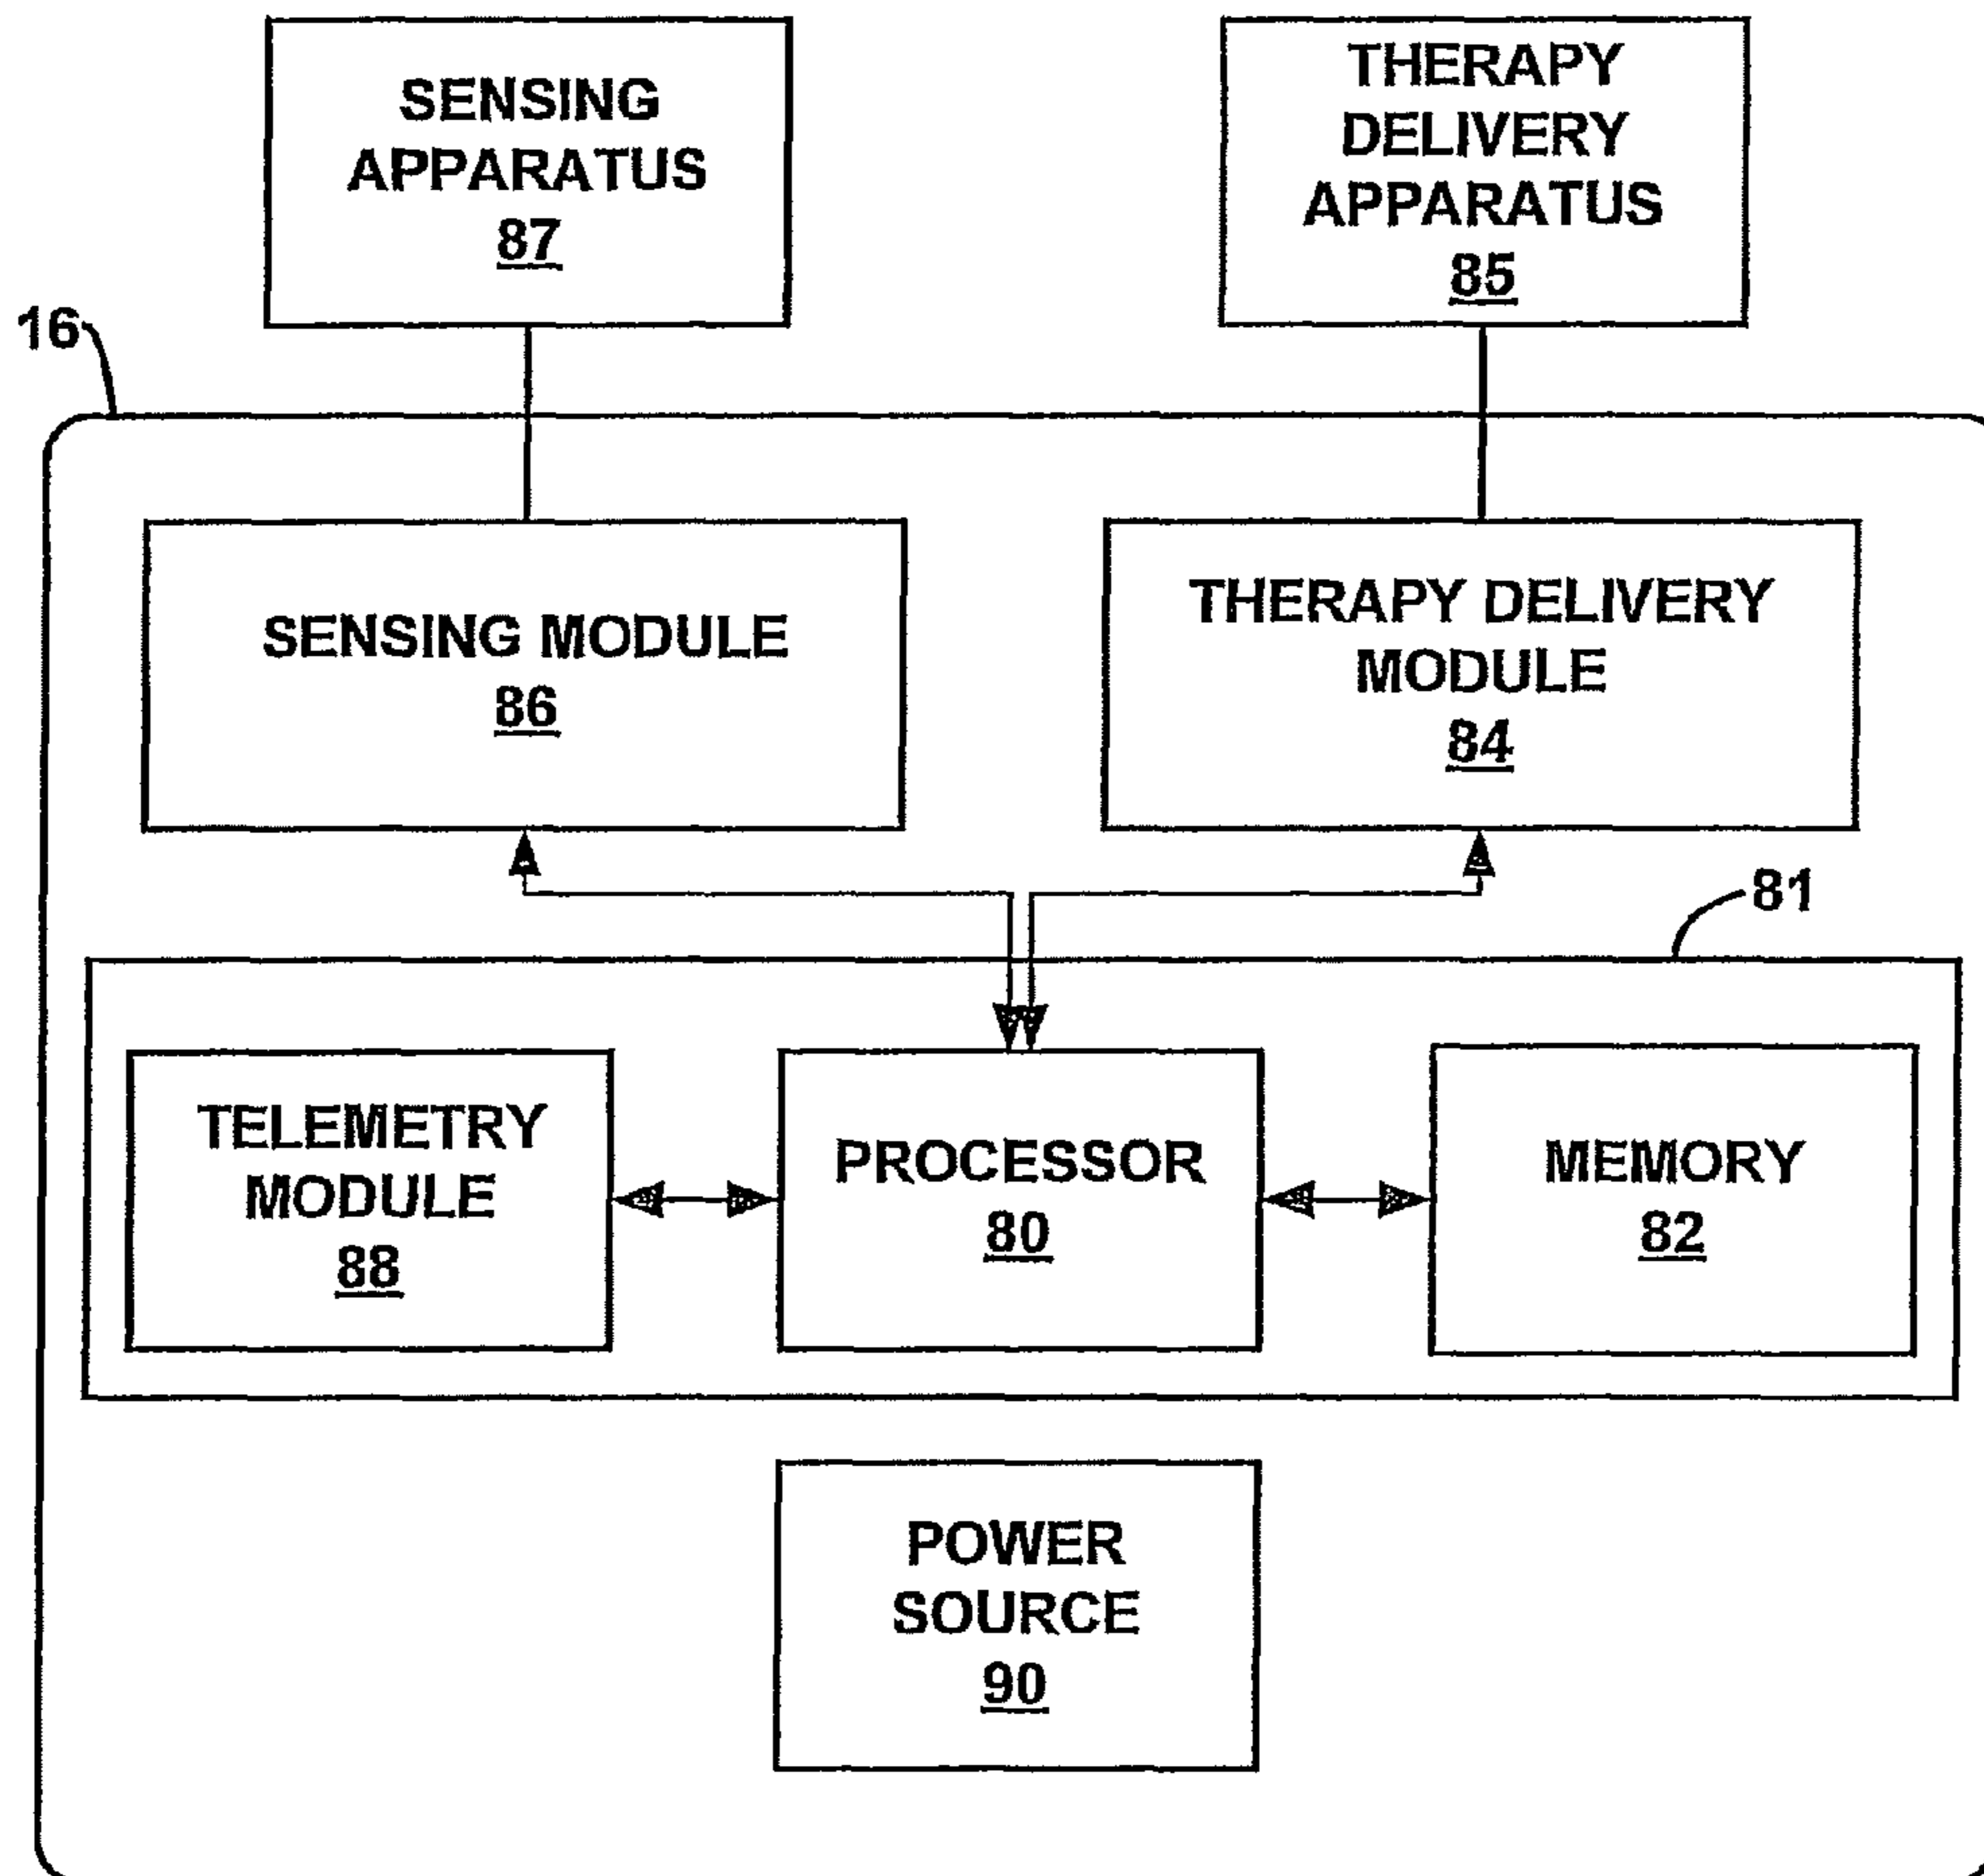 SENSING
APPARATUS
87
THERAPY
DELIVERY
APPARATUS
85
16
SENSING MODULE
86
THERAPY DELIVERY
MODULE
84
81
TELEMETRY
MODULE
88
PROCESSOR
80
MEMORY
82
POWER
SOURCE
90